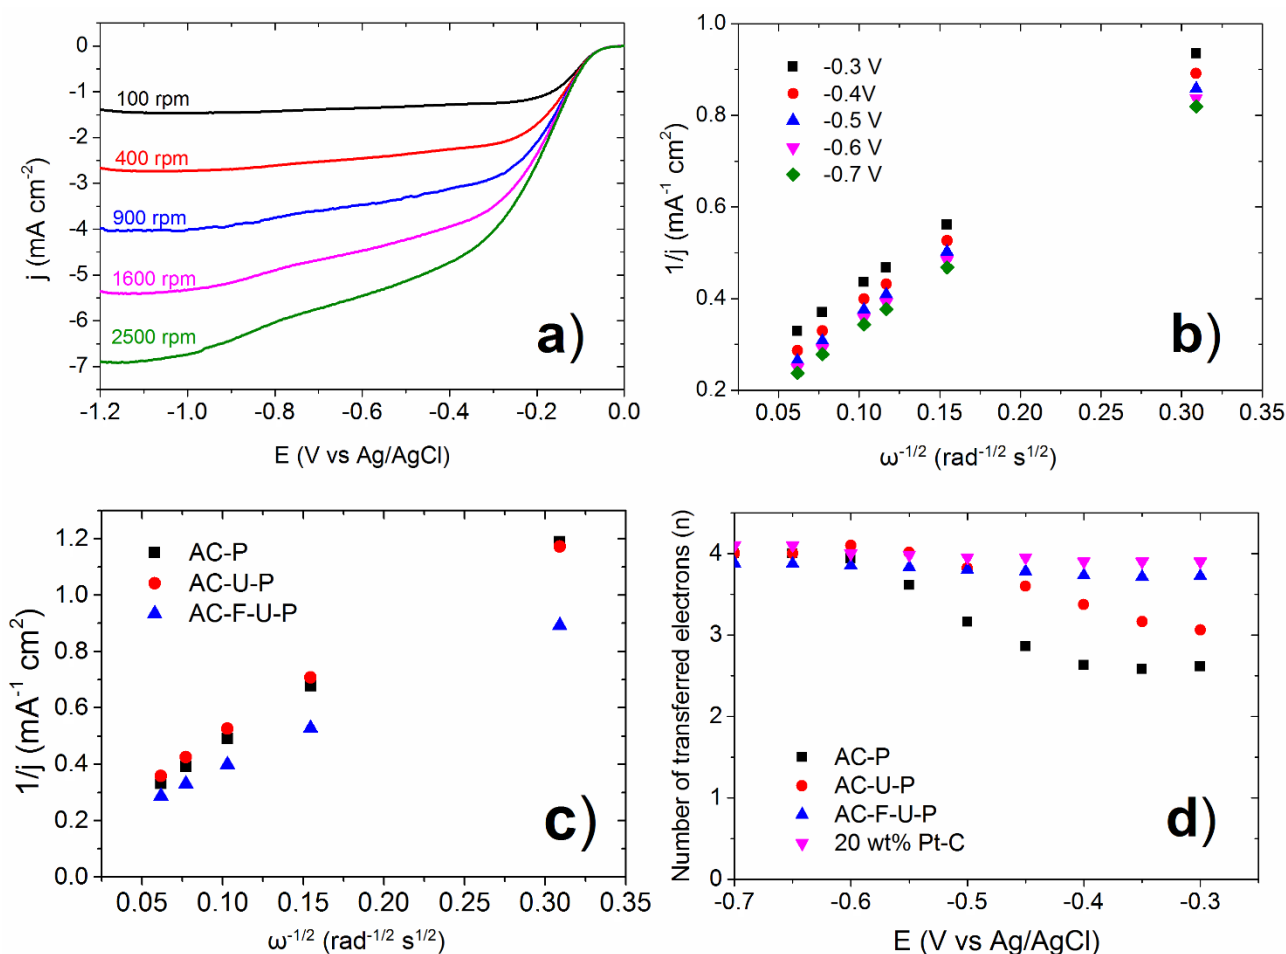 0
-1
-2
-3
-4
-5
-6
-7
j (mA cm⁻²)
100 rpm
400 rpm
900 rpm
1600 rpm
2500 rpm
a)
-1.2 -1.0 -0.8 -0.6 -0.4 -0.2 0.0
E (V vs Ag/AgCl)
1.0
0.8
0.6
0.4
0.2
1/j (mA⁻¹ cm²)
-0.3 V
-0.4V
-0.5 V
-0.6 V
-0.7 V
b)
0.05 0.10 0.15 0.20 0.25 0.30 0.35
ω⁻¹/² (rad⁻¹/² s¹/²)
1.2
1.0
0.8
0.6
0.4
0.2
0.0
1/j (mA⁻¹ cm²)
AC-P
AC-U-P
AC-F-U-P
c)
0.05 0.10 0.15 0.20 0.25 0.30 0.35
ω⁻¹/² (rad⁻¹/² s¹/²)
4
3
2
1
0
Number of transferred electrons (n)
AC-P
AC-U-P
AC-F-U-P
20 wt% Pt-C
d)
-0.7 -0.6 -0.5 -0.4 -0.3
E (V vs Ag/AgCl)